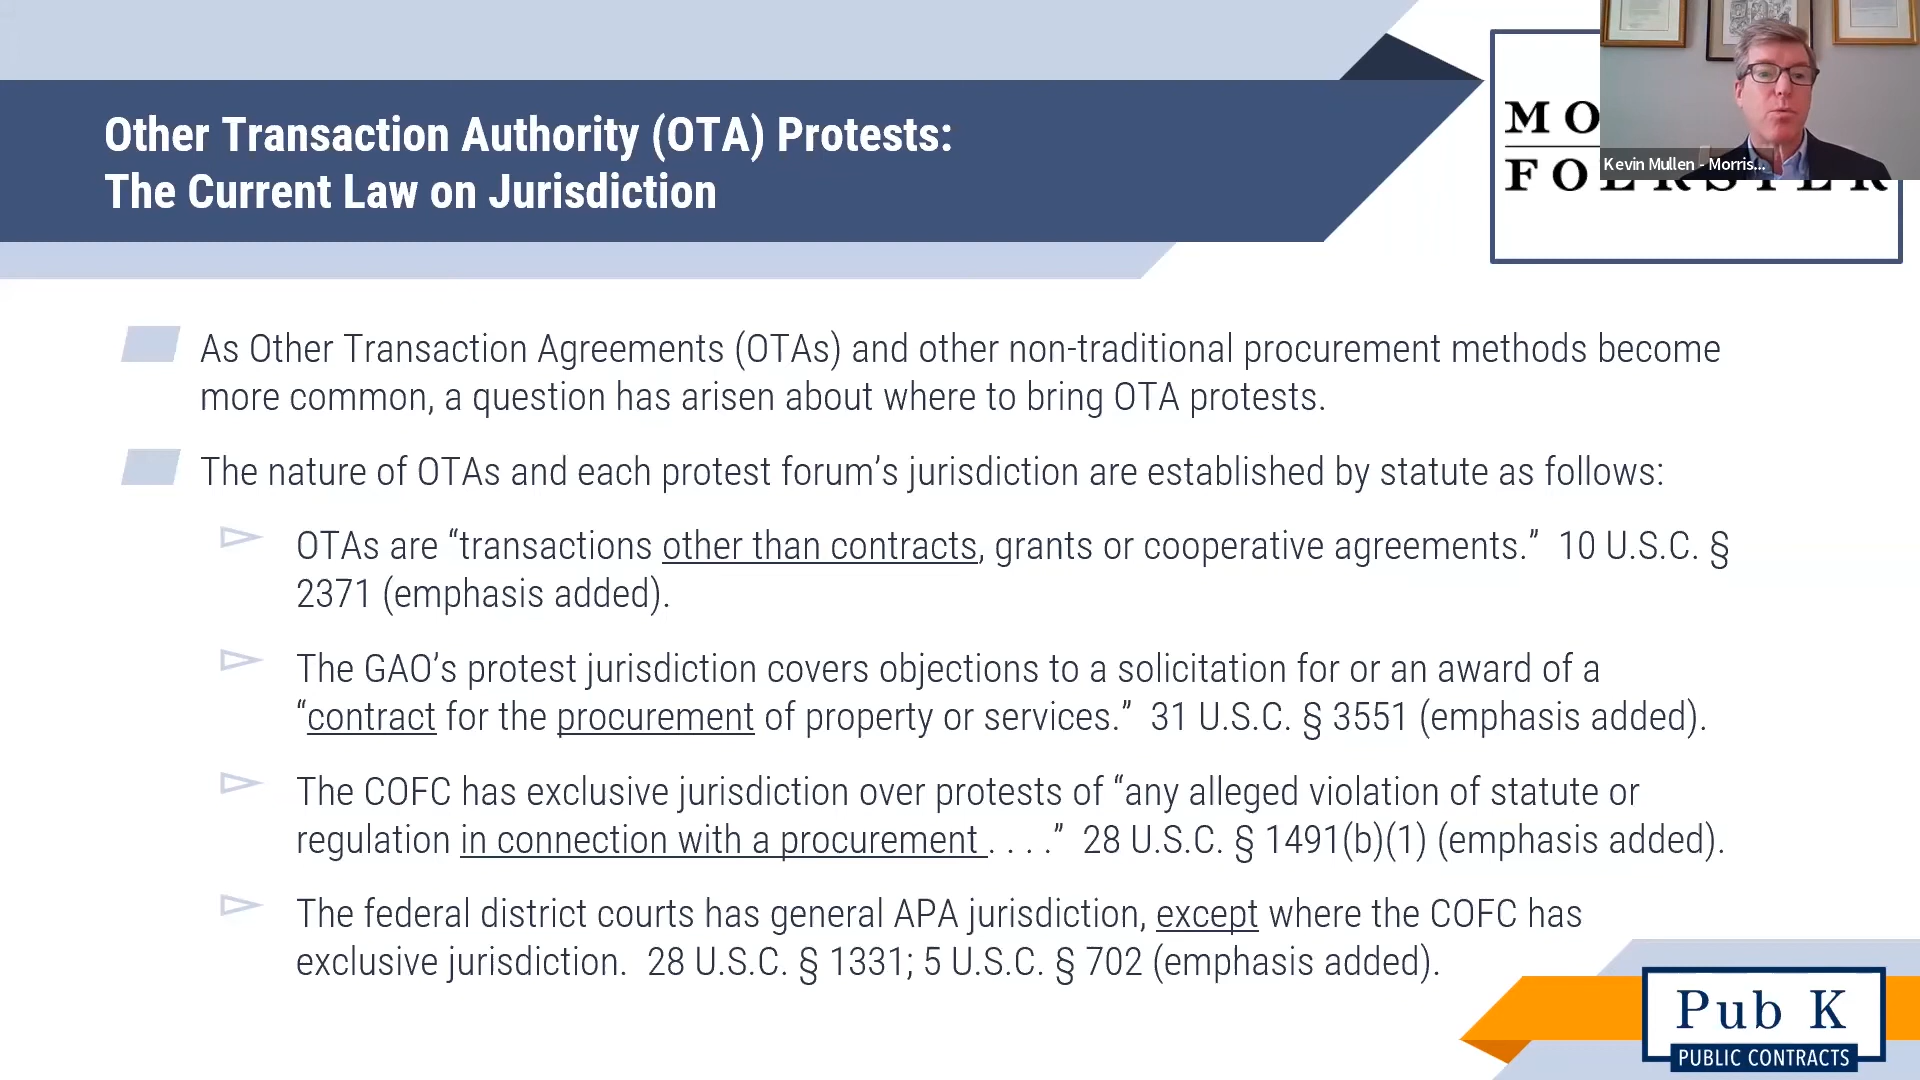 Other Transaction Authority (OTA) Protests:
The Current Law on Jurisdiction
MO
FOERSTER
Kevin Mullen - Morris...
As Other Transaction Agreements (OTAs) and other non-traditional procurement methods become
more common, a question has arisen about where to bring OTA protests.
The nature of OTAs and each protest forum’s jurisdiction are established by statute as follows:
OTAs are “transactions other than contracts, grants or cooperative agreements.”  10 U.S.C. §
2371 (emphasis added).
The GAO’s protest jurisdiction covers objections to a solicitation for or an award of a
“contract for the procurement of property or services.”  31 U.S.C. § 3551 (emphasis added).
The COFC has exclusive jurisdiction over protests of “any alleged violation of statute or
regulation in connection with a procurement . . . .”  28 U.S.C. § 1491(b)(1) (emphasis added).
The federal district courts has general APA jurisdiction, except where the COFC has
exclusive jurisdiction.  28 U.S.C. § 1331; 5 U.S.C. § 702 (emphasis added).
Pub K
PUBLIC CONTRACTS